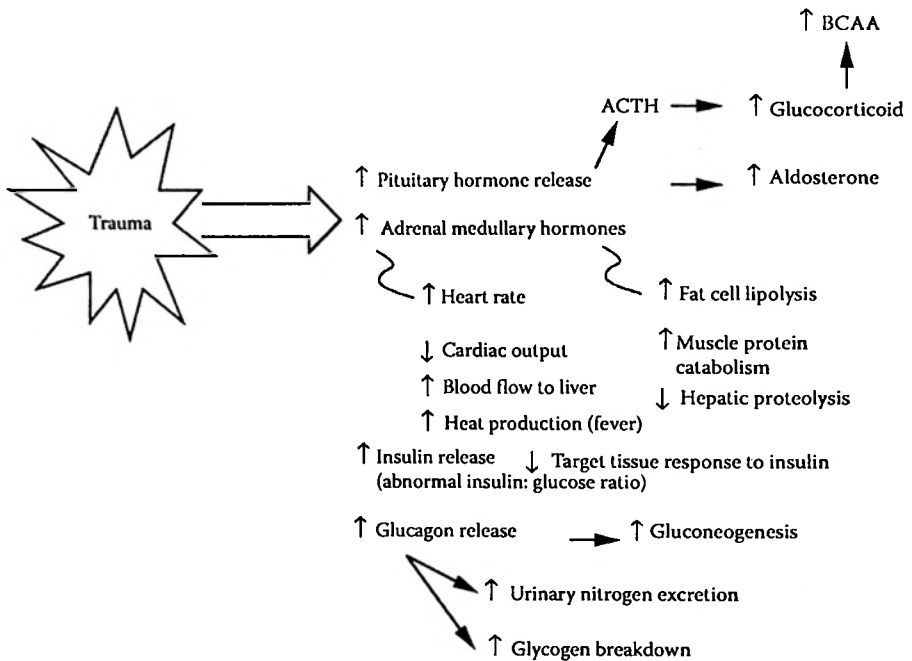 ↑ BCAA
ACTH → ↑ Glucocorticoid
↑ Pituitary hormone release → ↑ Aldosterone
Trauma
↑ Adrenal medullary hormones
↑ Heart rate
↑ Fat cell lipolysis
↓ Cardiac output
↑ Muscle protein
catabolism
↑ Blood flow to liver
↓ Hepatic proteolysis
↑ Heat production (fever)
↑ Insulin release ↓ Target tissue response to insulin
(abnormal insulin: glucose ratio)
↑ Glucagon release → ↑ Gluconeogenesis
↑ Urinary nitrogen excretion
↑ Glycogen breakdown